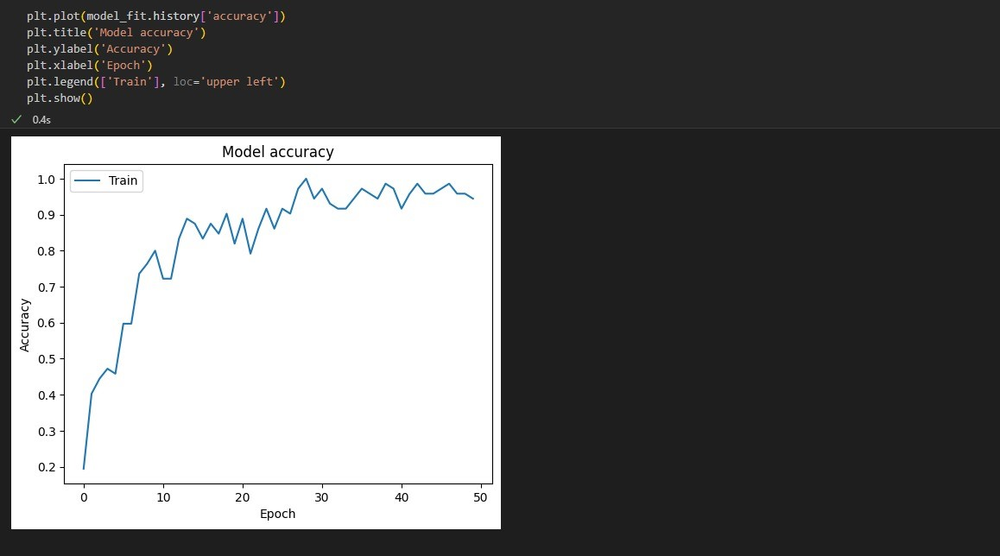 plt.plot(model_fit.history['accuracy'])
plt.title('Model accuracy')
plt.ylabel('Accuracy')
plt.xlabel('Epoch')
plt.legend(['Train'], loc='upper left')
plt.show()
0.4s
Model accuracy
Train
1.0
0.9
0.8
0.7
0.6
0.5
0.4
0.3
0.2
Accuracy
0 10 20 30 40 50
Epoch